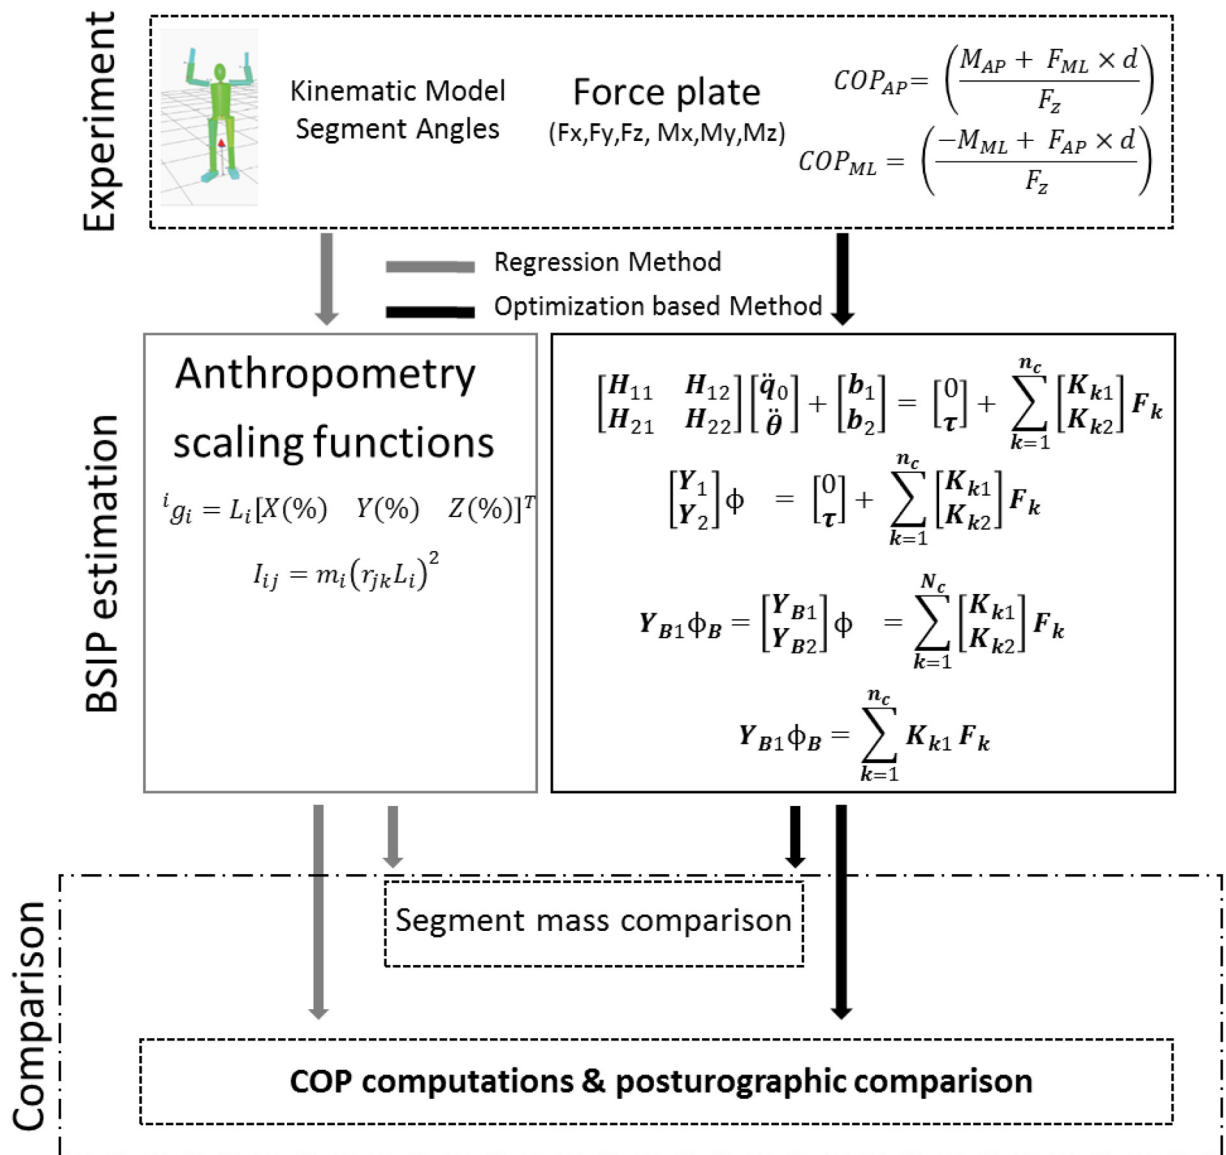 Experiment
Kinematic Model
Segment Angles
Force plate
(Fx,Fy,Fz, Mx,My,Mz)
COP_AP = ( (M_AP + F_ML × d) / F_z )
COP_ML = ( (−M_ML + F_AP × d) / F_z )
Regression Method
Optimization based Method
BSIP estimation
Anthropometry
scaling functions
^i g_i = L_i[X(%) Y(%) Z(%)]^T
I_ij = m_i(r_jk L_i)^2
[H_11 H_12; H_21 H_22][q̈_0; θ̈] + [b_1; b_2] = [0; τ] + ∑_{k=1}^{n_c} [K_k1; K_k2] F_k
[Y_1; Y_2]ϕ = [0; τ] + ∑_{k=1}^{n_c} [K_k1; K_k2] F_k
Y_B1 ϕ_B = [Y_B1; Y_B2]ϕ = ∑_{k=1}^{N_c} [K_k1; K_k2] F_k
Y_B1 ϕ_B = ∑_{k=1}^{n_c} K_k1 F_k
Comparison
Segment mass comparison
COP computations & posturographic comparison